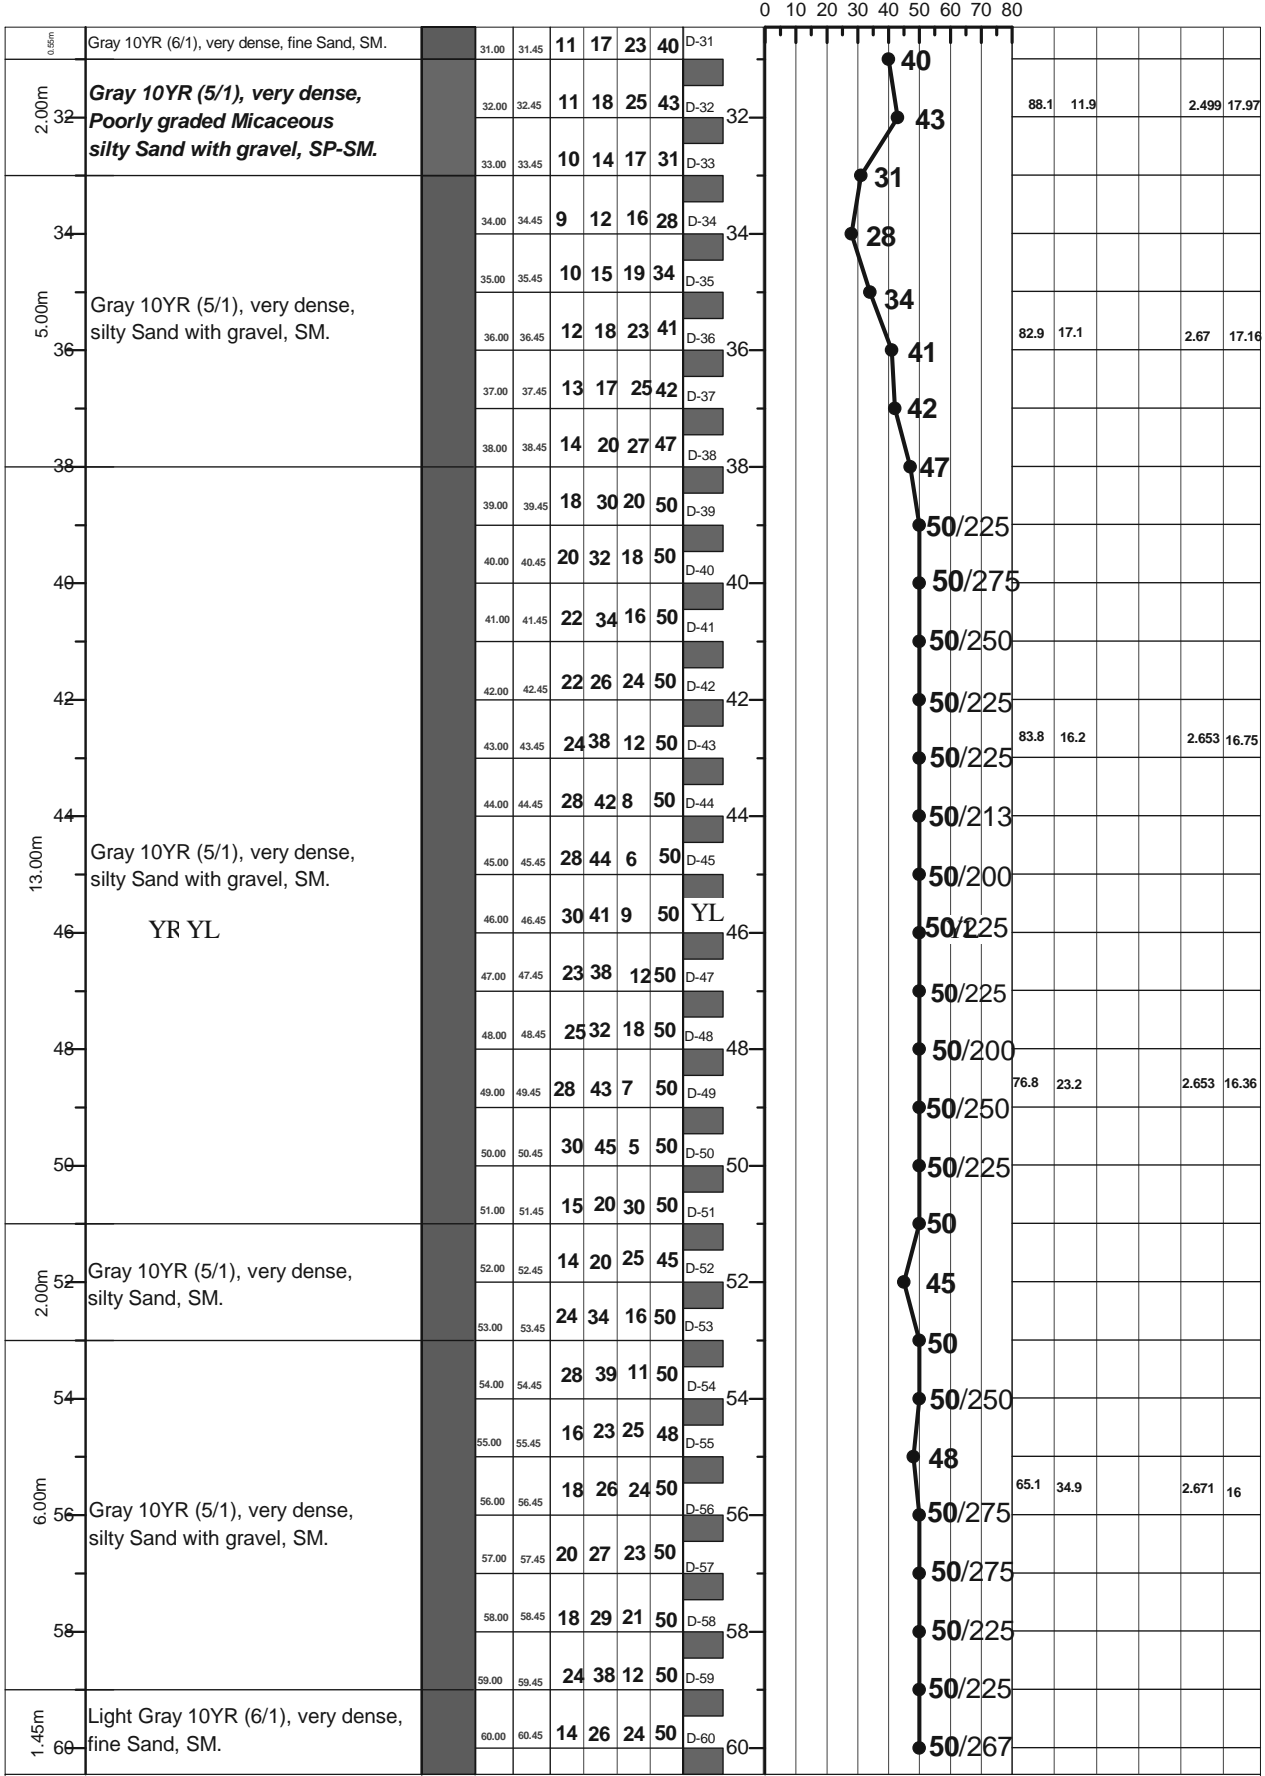 0 10 20 30 40 50 60 70 80
0.55m Gray 10YR (6/1), very dense, fine Sand, SM. 31.00 31.45 11 17 23 40 D-31
40
2.00m
Gray 10YR (5/1), very dense,
Poorly graded Micaceous
silty Sand with gravel, SP-SM.
32.00 32.45 11 18 25 43 D-32 88.1 11.9 2.499 17.97
32 32 43
33.00 33.45 10 14 17 31 D-33
31
34.00 34.45 9 12 16 28 D-34
34 34 28
5.00m
Gray 10YR (5/1), very dense,
silty Sand with gravel, SM.
35.00 35.45 10 15 19 34 D-35
34
36.00 36.45 12 18 23 41 D-36 82.9 17.1 2.67 17.16
36 36 41
37.00 37.45 13 17 25 42 D-37
42
38.00 38.45 14 20 27 47 D-38
38 38 47
39.00 39.45 18 30 20 50 D-39
50/225
40.00 40.45 20 32 18 50 D-40
40 40 50/275
41.00 41.45 22 34 16 50 D-41
50/250
42.00 42.45 22 26 24 50 D-42
42 42 50/225
43.00 43.45 24 38 12 50 D-43 83.8 16.2 2.653 16.75
50/225
44.00 44.45 28 42 8 50 D-44
44 44 50/213
13.00m
Gray 10YR (5/1), very dense,
silty Sand with gravel, SM.
45.00 45.45 28 44 6 50 D-45
50/200
46.00 46.45 30 41 9 50 YL
46 YR YL 46 50/225 YL
47.00 47.45 23 38 12 50 D-47
50/225
48.00 48.45 25 32 18 50 D-48
48 48 50/200
49.00 49.45 28 43 7 50 D-49 76.8 23.2 2.653 16.36
50/250
50.00 50.45 30 45 5 50 D-50
50 50 50/225
51.00 51.45 15 20 30 50 D-51
50
2.00m
Gray 10YR (5/1), very dense,
silty Sand, SM.
52.00 52.45 14 20 25 45 D-52
52 52 45
53.00 53.45 24 34 16 50 D-53
50
54.00 54.45 28 39 11 50 D-54
54 54 50/250
55.00 55.45 16 23 25 48 D-55
48
6.00m
Gray 10YR (5/1), very dense,
silty Sand with gravel, SM.
56.00 56.45 18 26 24 50 D-56 65.1 34.9 2.671 16
56 56 50/275
57.00 57.45 20 27 23 50 D-57
50/275
58.00 58.45 18 29 21 50 D-58
58 58 50/225
59.00 59.45 24 38 12 50 D-59
50/225
1.45m
Light Gray 10YR (6/1), very dense,
fine Sand, SM.
60.00 60.45 14 26 24 50 D-60
60 60 50/267